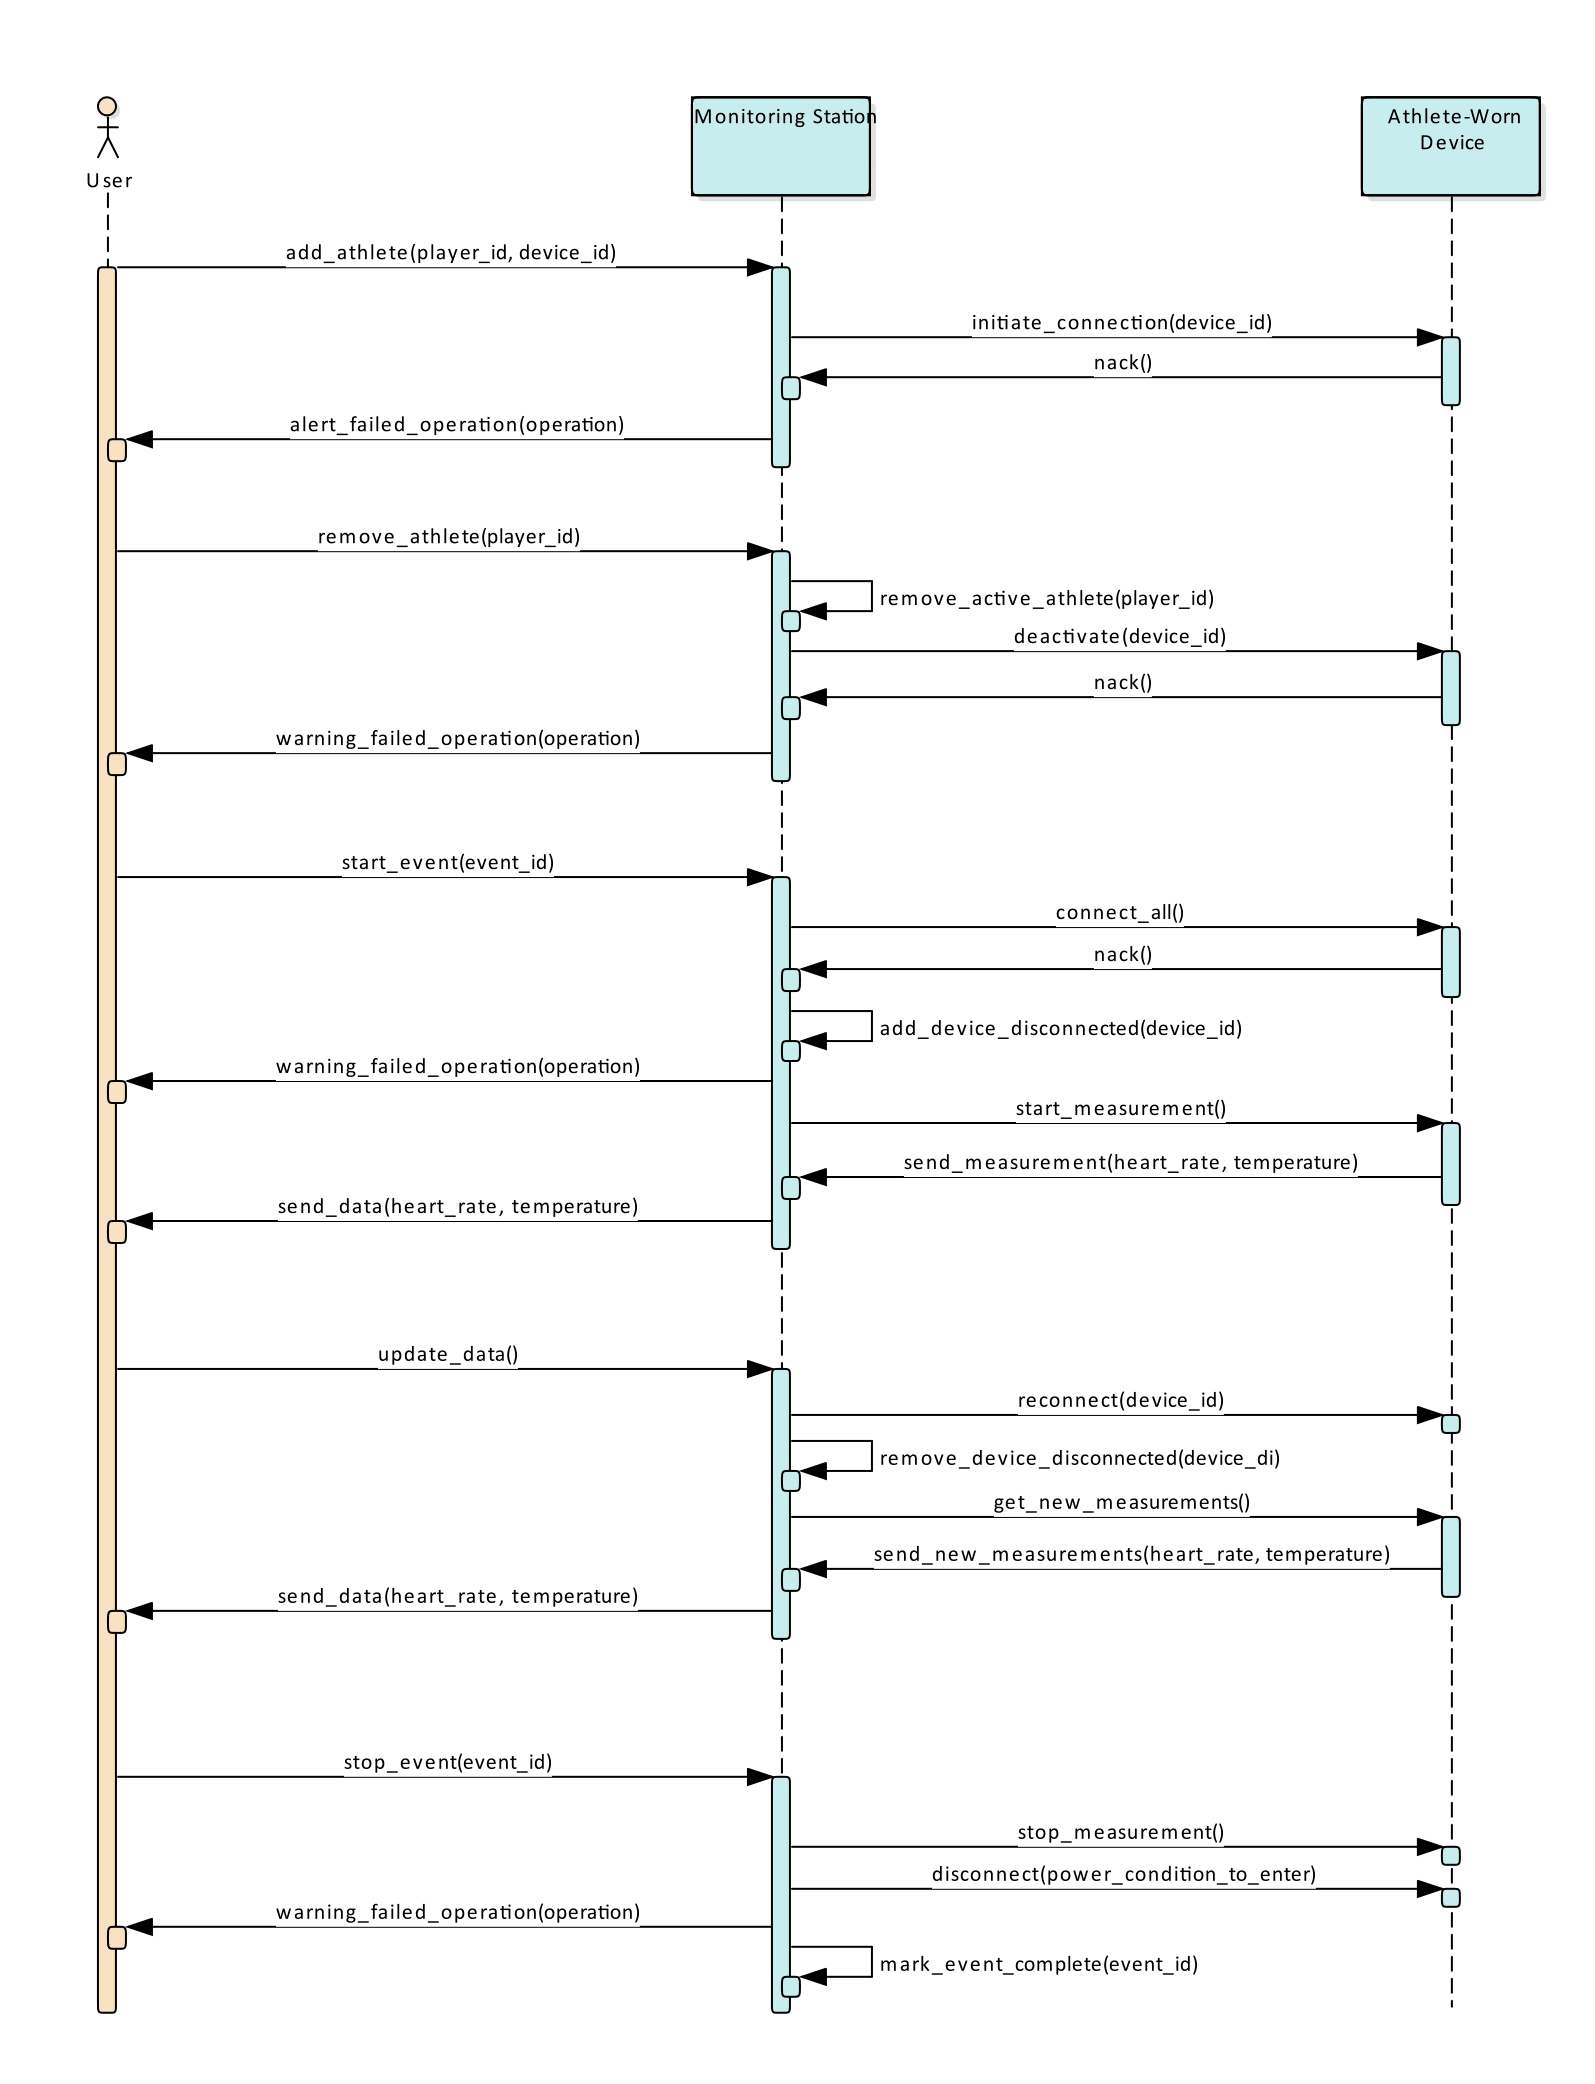 Monitoring Station
Athlete-Worn
Device
User
add_athlete(player_id, device_id)
initiate_connection(device_id)
nack()
alert_failed_operation(operation)
remove_athlete(player_id)
remove_active_athlete(player_id)
deactivate(device_id)
nack()
warning_failed_operation(operation)
start_event(event_id)
connect_all()
nack()
add_device_disconnected(device_id)
warning_failed_operation(operation)
start_measurement()
send_measurement(heart_rate, temperature)
send_data(heart_rate, temperature)
update_data()
reconnect(device_id)
remove_device_disconnected(device_di)
get_new_measurements()
send_new_measurements(heart_rate, temperature)
send_data(heart_rate, temperature)
stop_event(event_id)
stop_measurement()
disconnect(power_condition_to_enter)
warning_failed_operation(operation)
mark_event_complete(event_id)